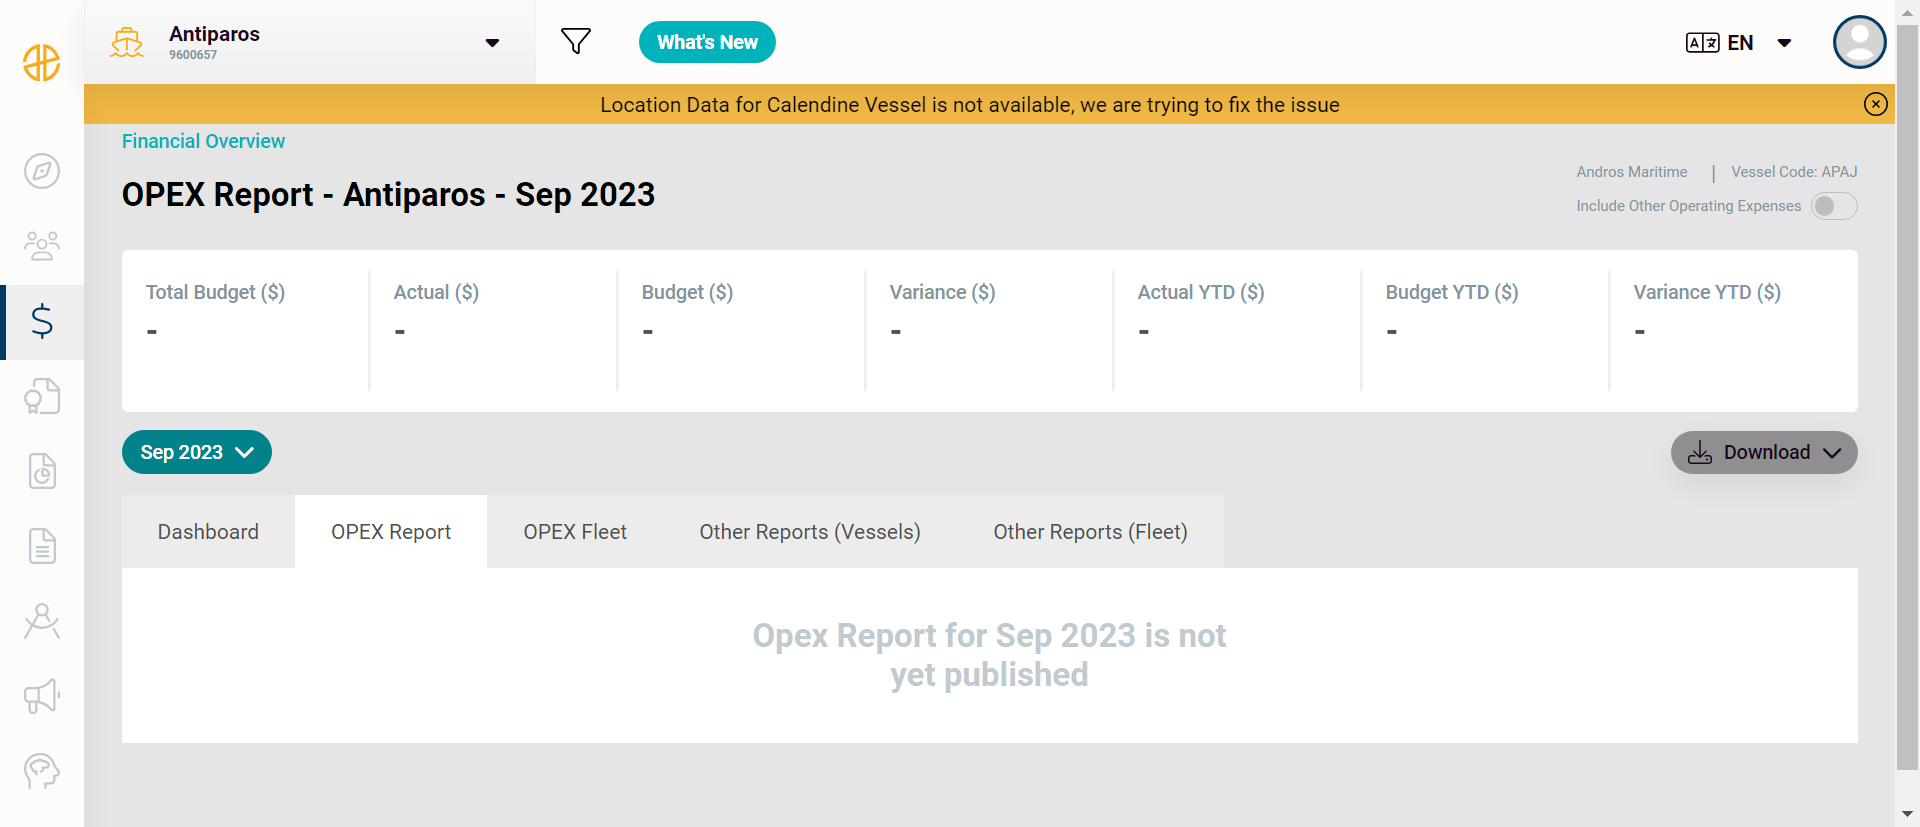 Antiparos
9600657
What's New
EN
Location Data for Calendine Vessel is not available, we are trying to fix the issue
Financial Overview
OPEX Report - Antiparos - Sep 2023
Andros Maritime | Vessel Code: APAJ
Include Other Operating Expenses
Total Budget ($)
-
Actual ($)
-
Budget ($)
-
Variance ($)
-
Actual YTD ($)
-
Budget YTD ($)
-
Variance YTD ($)
-
Sep 2023
Download
Dashboard
OPEX Report
OPEX Fleet
Other Reports (Vessels)
Other Reports (Fleet)
Opex Report for Sep 2023 is not
yet published